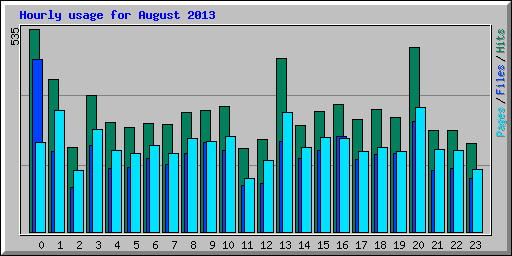 Hourly usage for August 2013
535
Pages/Files/Hits
0 1 2 3 4 5 6 7 8 9 10 11 12 13 14 15 16 17 18 19 20 21 22 23